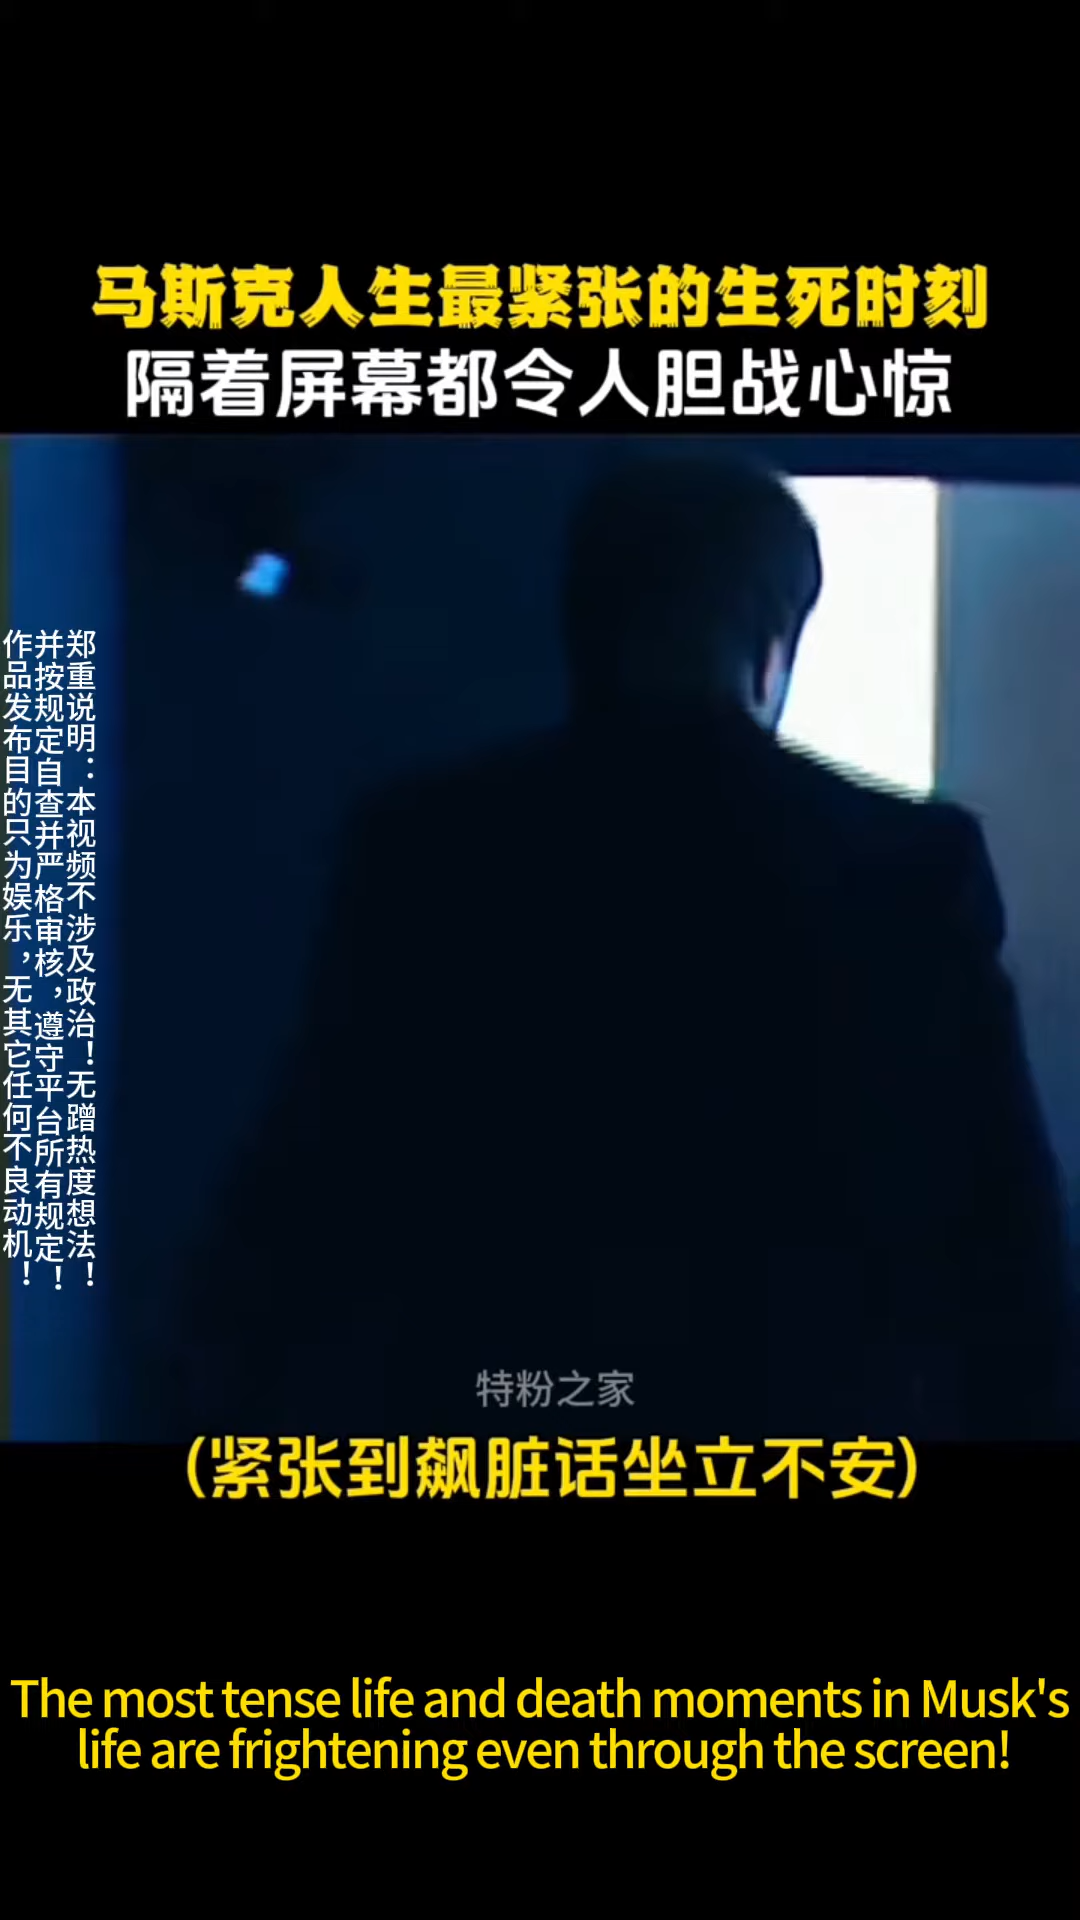 马斯克人生最紧张的生死时刻
隔着屏幕都令人胆战心惊
郑重说明：本视频不涉及政治！无蹭热度想法！
并按规定自查并严格审核，遵守平台所有规定！
作品发布目的只为娱乐，无其它任何不良动机！
特粉之家
(紧张到飙脏话坐立不安)
The most tense life and death moments in Musk's
life are frightening even through the screen!